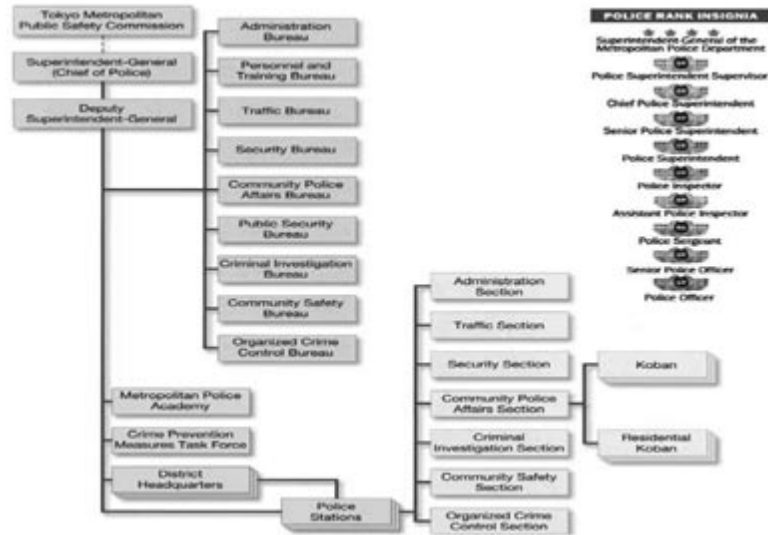 Tokyo Metropolitan
Public Safety Commission
Superintendent-General
(Chief of Police)
Deputy
Superintendent-General
Administration
Bureau
Personnel and
Training Bureau
Traffic Bureau
Security Bureau
Community Police
Affairs Bureau
Public Security
Bureau
Criminal Investigation
Bureau
Community Safety
Bureau
Organized Crime
Control Bureau
Metropolitan Police
Academy
Crime Prevention
Measures Task Force
District
Headquarters
Police
Stations
Administration
Section
Traffic Section
Security Section
Community Police
Affairs Section
Criminal
Investigation Section
Community Safety
Section
Organized Crime
Control Section
Koban
Residential
Koban
POLICE RANK INSIGNIA
Superintendent-General of the
Metropolitan Police Department
Police Superintendent Supervisor
Chief Police Superintendent
Senior Police Superintendent
Police Superintendent
Police Inspector
Assistant Police Inspector
Police Sergeant
Senior Police Officer
Police Officer